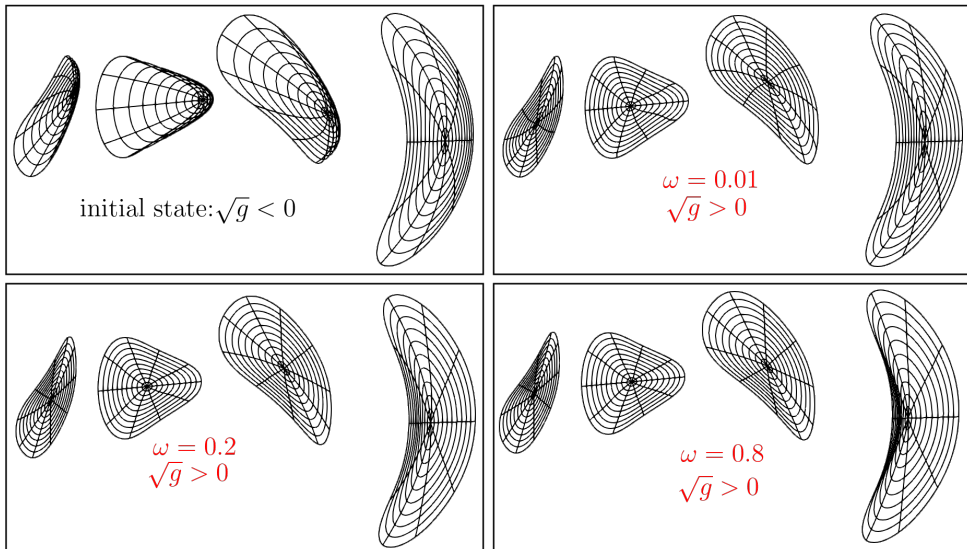 initial state:√g < 0
ω = 0.01
√g > 0
ω = 0.2
√g > 0
ω = 0.8
√g > 0